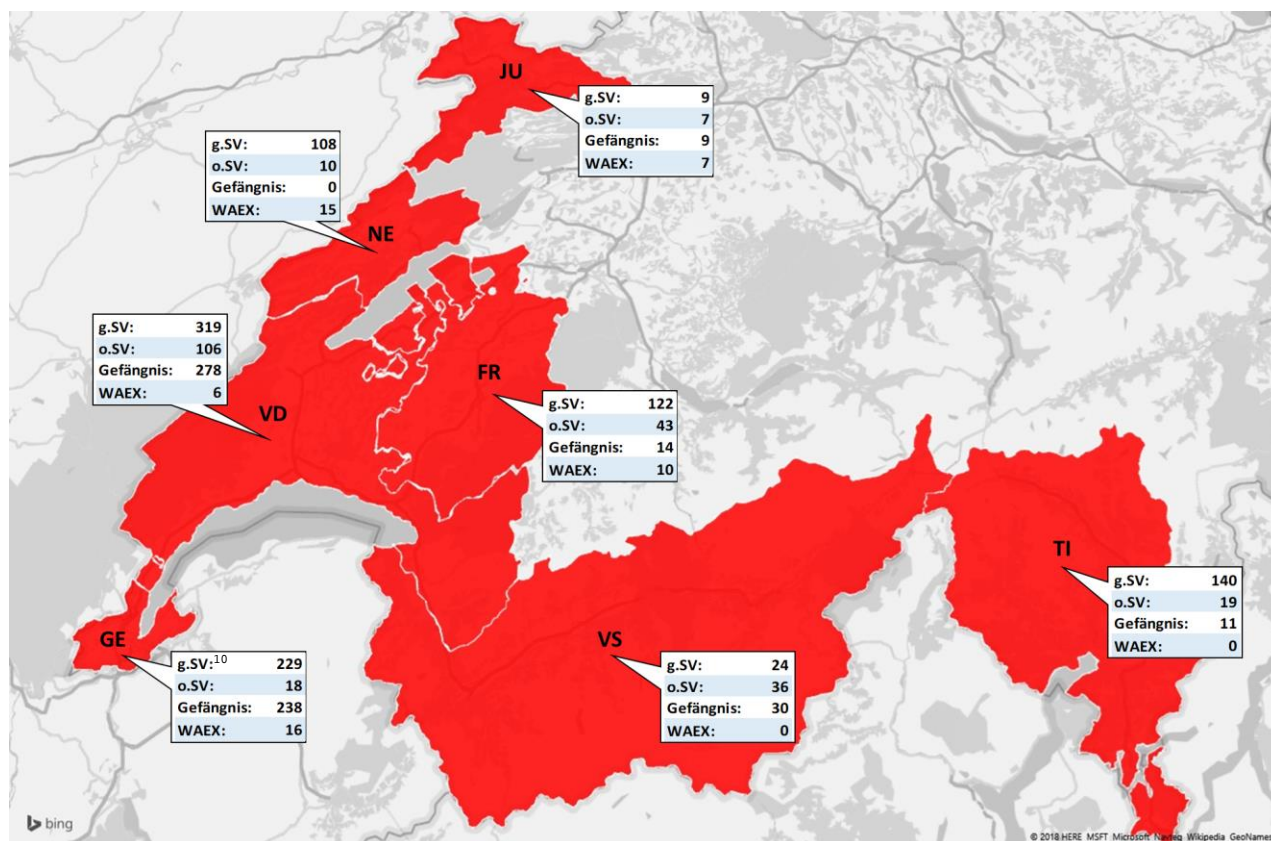 JU
g.SV: 9
o.SV: 7
Gefängnis: 9
WAEX: 7
g.SV: 108
o.SV: 10
Gefängnis: 0
WAEX: 15
NE
g.SV: 319
o.SV: 106
Gefängnis: 278
WAEX: 6
VD
FR
g.SV: 122
o.SV: 43
Gefängnis: 14
WAEX: 10
TI
g.SV: 140
o.SV: 19
Gefängnis: 11
WAEX: 0
GE
g.SV:10 229
o.SV: 18
Gefängnis: 238
WAEX: 16
VS
g.SV: 24
o.SV: 36
Gefängnis: 30
WAEX: 0
bing
© 2018 HERE MSFT Microsoft Navteq Wikipedia GeoNames